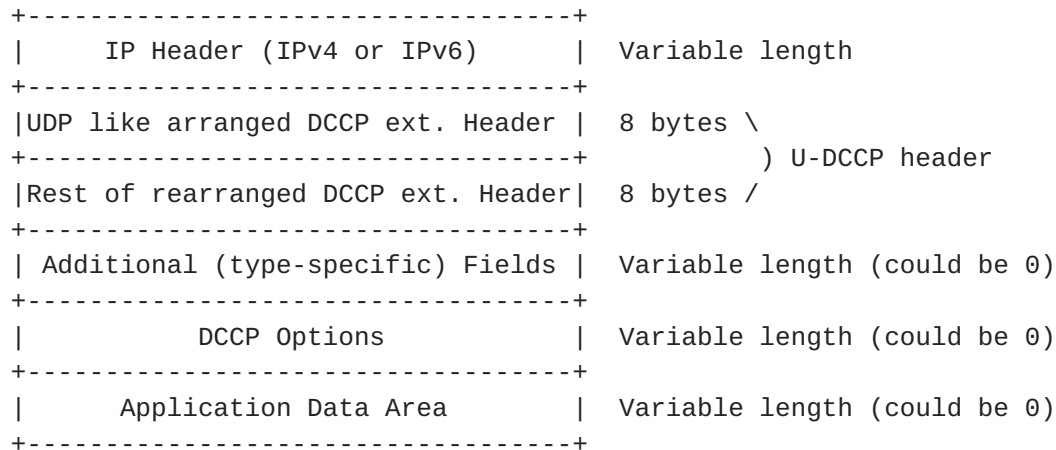 +-----------------------------------+
|     IP Header (IPv4 or IPv6)      |  Variable length
+-----------------------------------+
|UDP like arranged DCCP ext. Header |  8 bytes \
+-----------------------------------+           ) U-DCCP header
|Rest of rearranged DCCP ext. Header|  8 bytes /
+-----------------------------------+
| Additional (type-specific) Fields |  Variable length (could be 0)
+-----------------------------------+
|           DCCP Options            |  Variable length (could be 0)
+-----------------------------------+
|      Application Data Area        |  Variable length (could be 0)
+-----------------------------------+